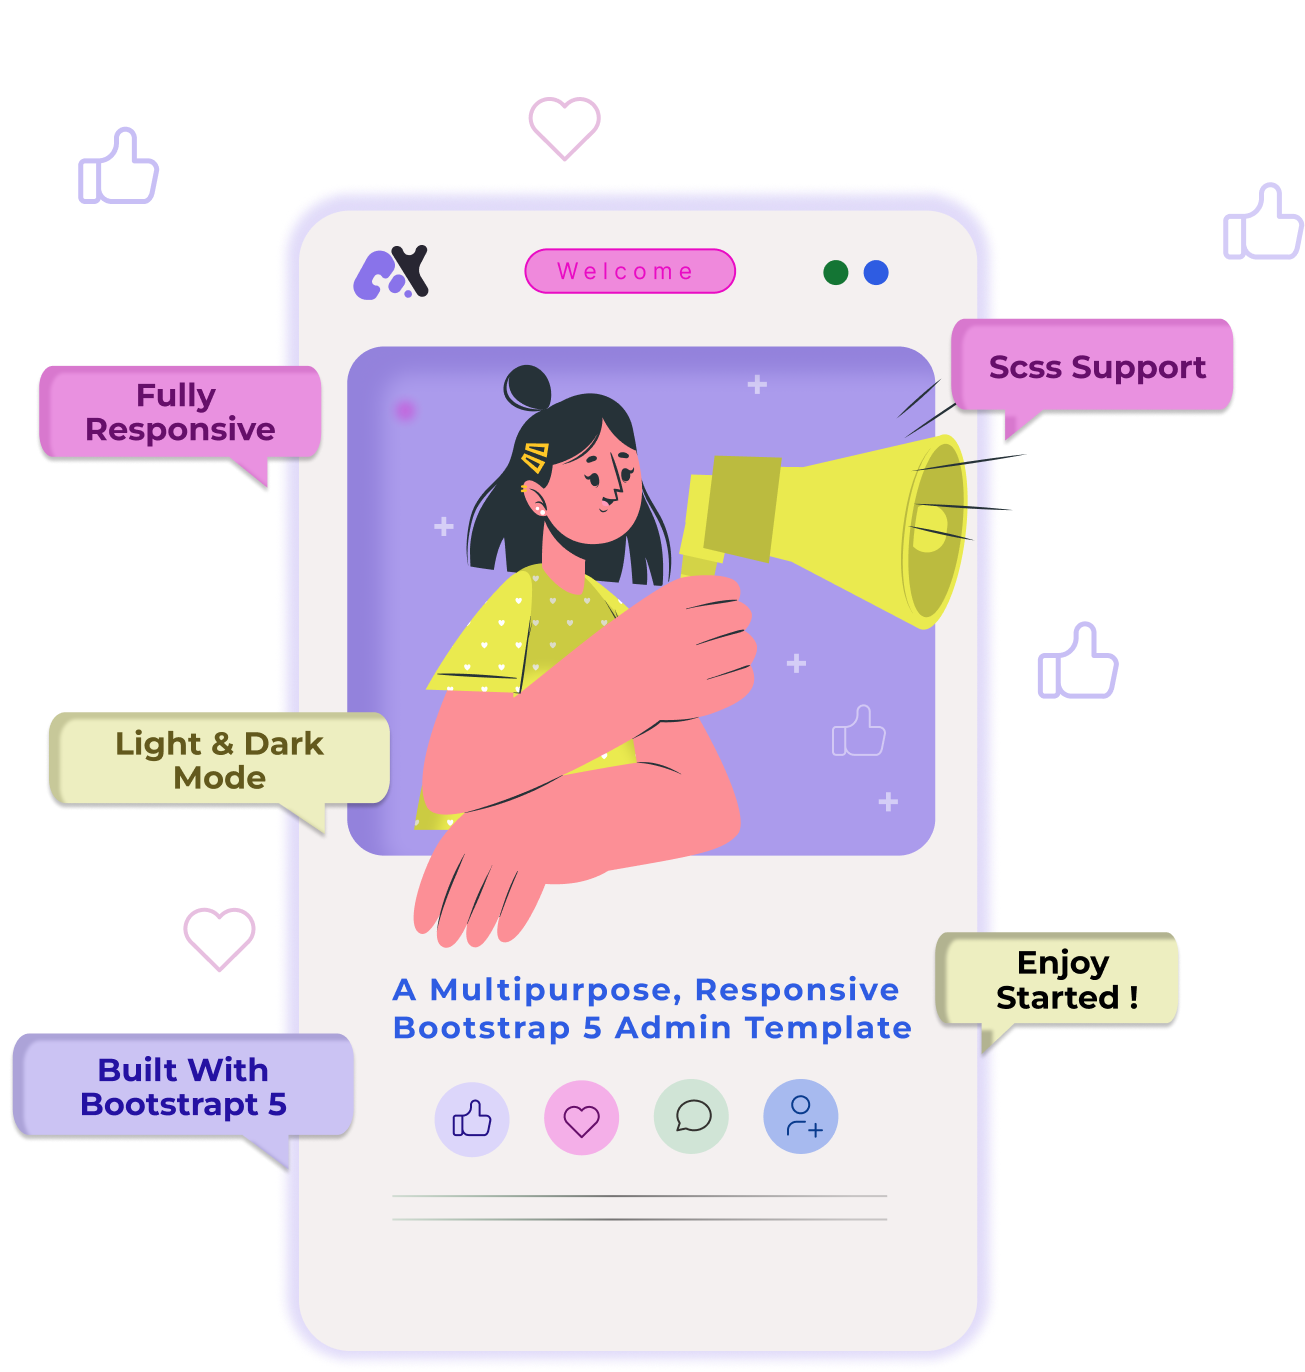 Welcome
Scss Support
Fully
Responsive
Light & Dark
Mode
Enjoy
Started !
A Multipurpose, Responsive
Bootstrap 5 Admin Template
Built With
Bootstrapt 5